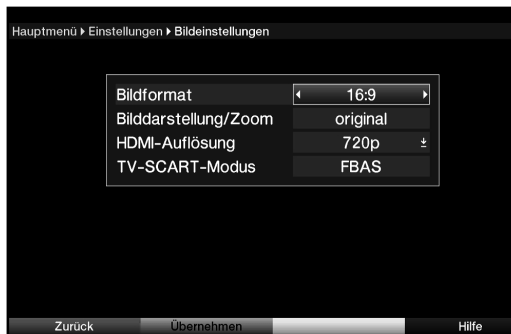 Hauptmenü ▸ Einstellungen ▸ Bildeinstellungen
Bildformat 16:9
Bilddarstellung/Zoom original
HDMI-Auflösung 720p
TV-SCART-Modus FBAS
Zurück Übernehmen Hilfe